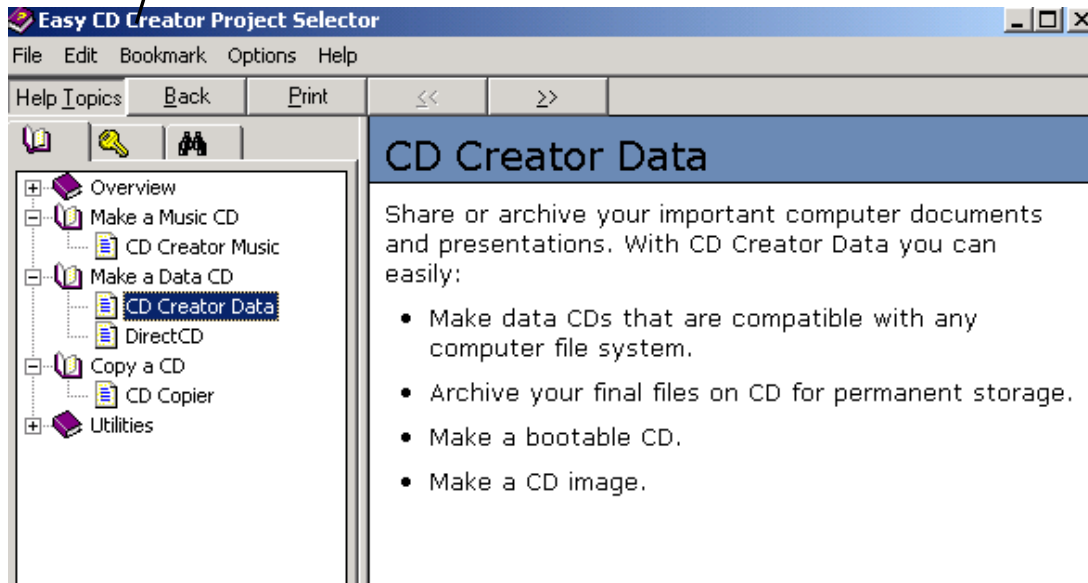 Easy CD Creator Project Selector
File Edit Bookmark Options Help
Help Topics Back Print << >>
Overview
Make a Music CD
CD Creator Music
Make a Data CD
CD Creator Data
DirectCD
Copy a CD
CD Copier
Utilities
CD Creator Data
Share or archive your important computer documents
and presentations. With CD Creator Data you can
easily:
• Make data CDs that are compatible with any
computer file system.
• Archive your final files on CD for permanent storage.
• Make a bootable CD.
• Make a CD image.